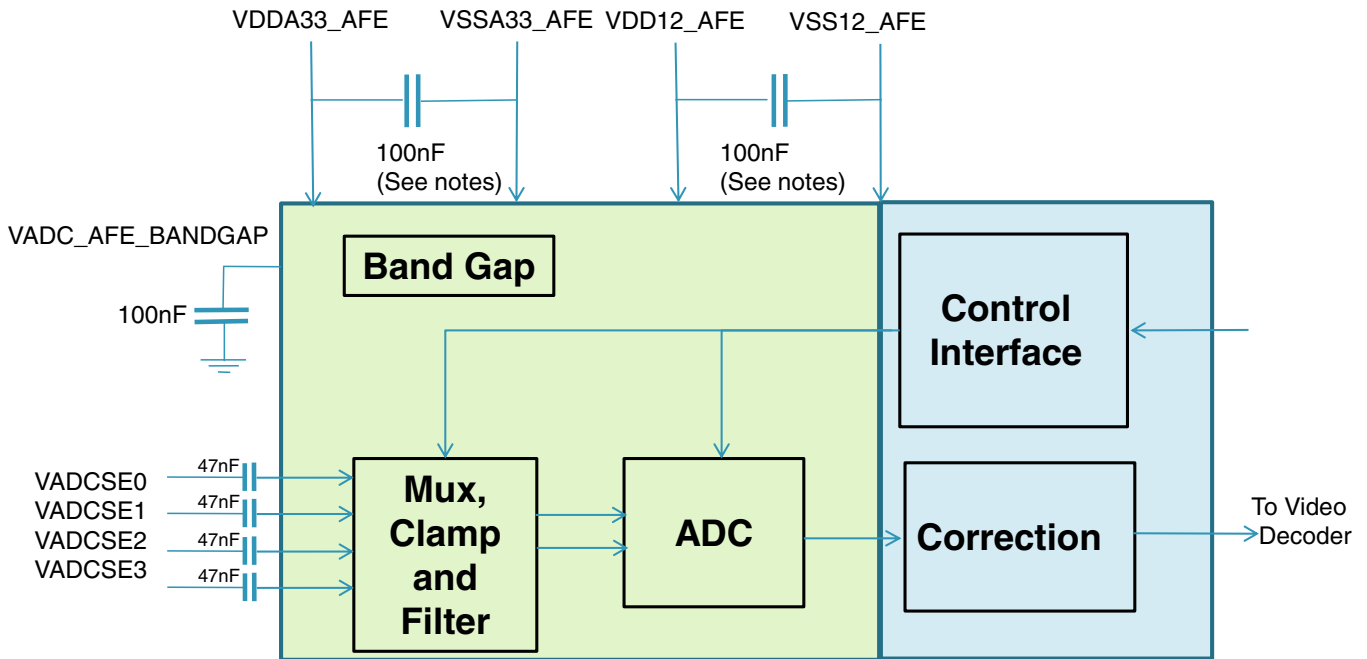 VDDA33_AFE
VSSA33_AFE
VDD12_AFE
VSS12_AFE
100nF
(See notes)
100nF
(See notes)
VADC_AFE_BANDGAP
100nF
Band Gap
Control
Interface
VADCSE0
VADCSE1
VADCSE2
VADCSE3
47nF
47nF
47nF
47nF
Mux,
Clamp
and
Filter
ADC
Correction
To Video
Decoder